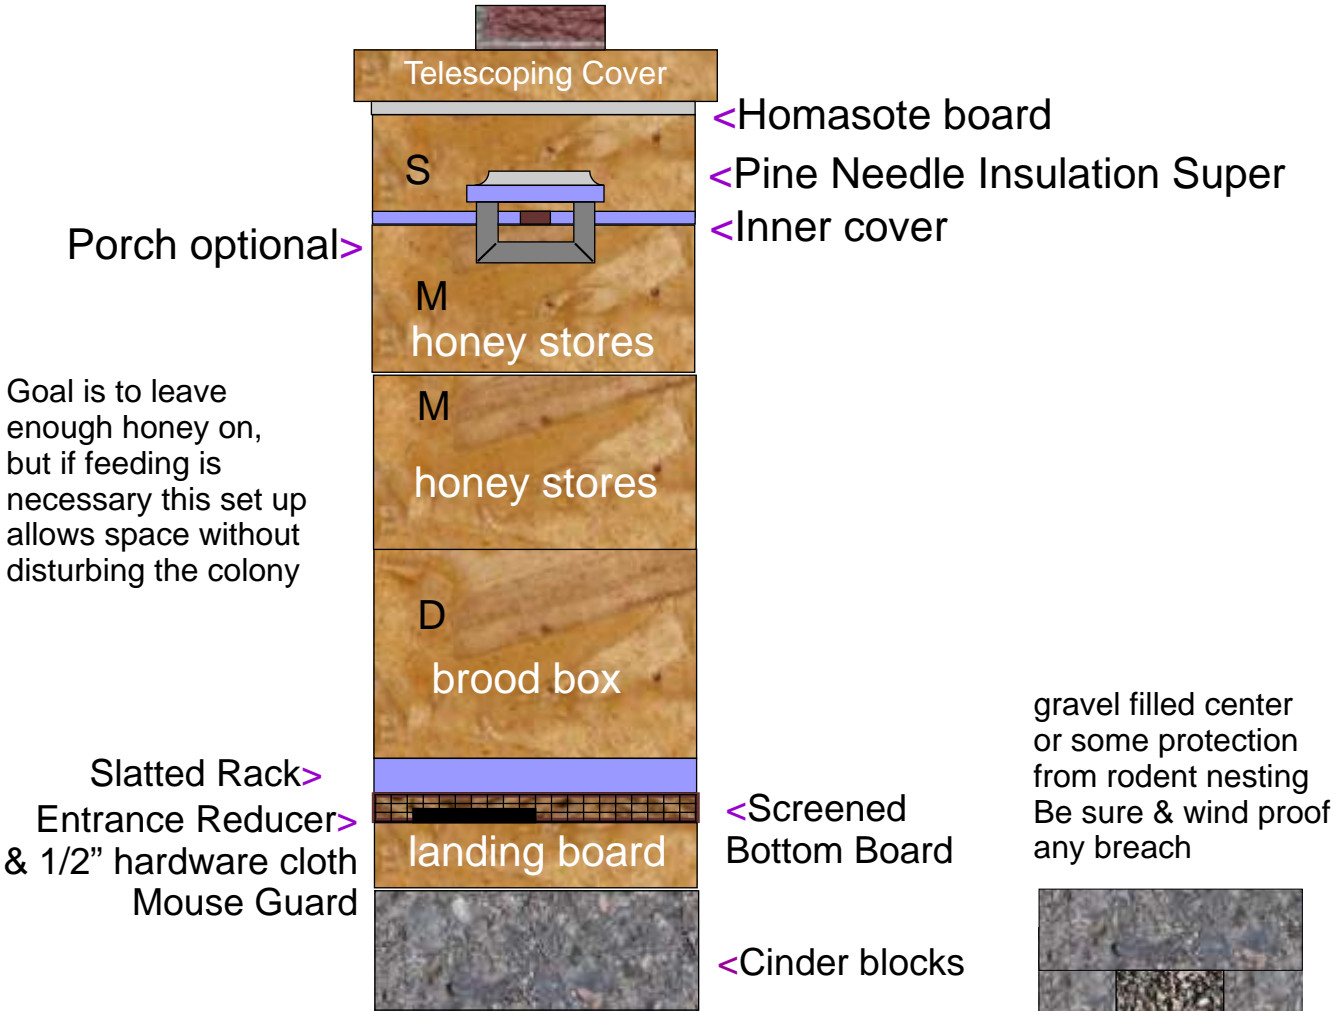 Telescoping Cover
<Homasote board
S
<Pine Needle Insulation Super
<Inner cover
Porch optional>
M
honey stores
Goal is to leave
enough honey on,
but if feeding is
necessary this set up
allows space without
disturbing the colony
M
honey stores
D
brood box
gravel filled center
or some protection
from rodent nesting
Be sure & wind proof
any breach
Slatted Rack>
Entrance Reducer>
& 1/2” hardware cloth
Mouse Guard
<Screened
Bottom Board
landing board
<Cinder blocks